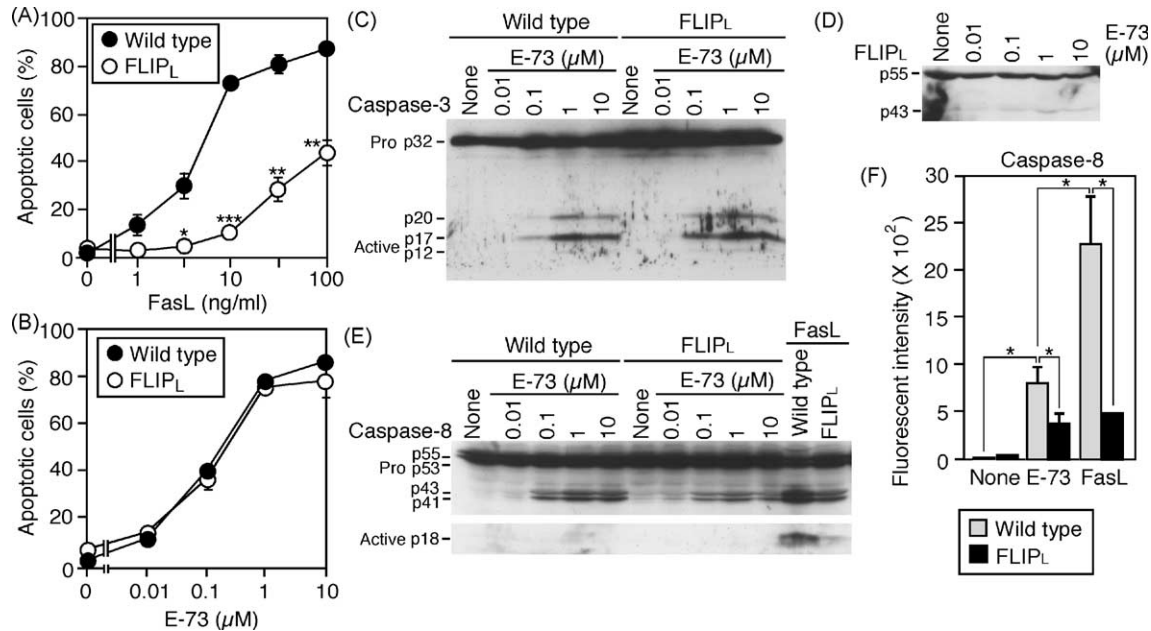 (A)
100
80
60
40
20
0
Apoptotic cells (%)
Wild type
FLIPL
*
***
**
**
0 1 10 100
FasL (ng/ml)
(B)
100
80
60
40
20
0
Apoptotic cells (%)
Wild type
FLIPL
0 0.01 0.1 1 10
E-73 (µM)
(C)
Wild type FLIPL
E-73 (µM) E-73 (µM)
None 0.01 0.1 1 10 None 0.01 0.1 1 10
Caspase-3
Pro p32
p20
Active p17
p12
(D)
None 0.01 0.1 1 10 E-73 (µM)
FLIPL
p55
p43
(E)
Wild type FLIPL FasL
E-73 (µM) E-73 (µM)
None 0.01 0.1 1 10 None 0.01 0.1 1 10 Wild type FLIPL
Caspase-8
p55
Pro p53
p43
p41
Active p18
(F)
Caspase-8
30
25
20
15
10
5
0
Fluorescent intensity (X 10²)
* * * *
None E-73 FasL
Wild type
FLIPL